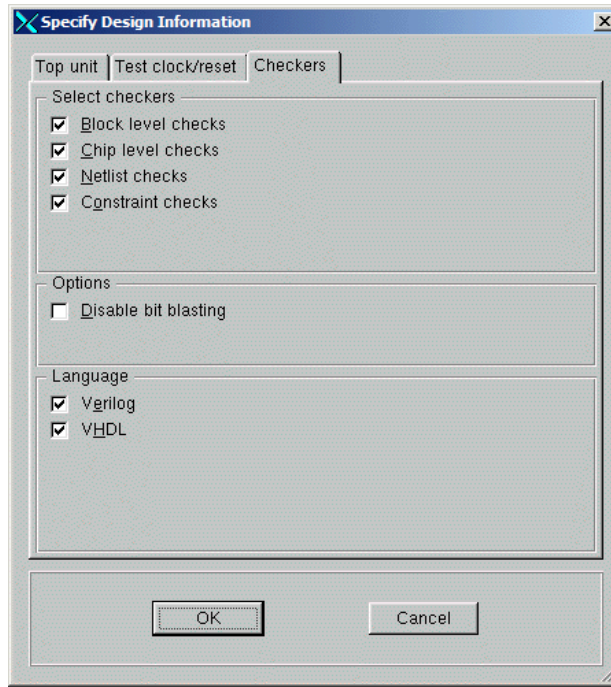 Specify Design Information
Top unit Test clock/reset Checkers
Select checkers
Block level checks
Chip level checks
Netlist checks
Constraint checks
Options
Disable bit blasting
Language
Verilog
VHDL
OK Cancel